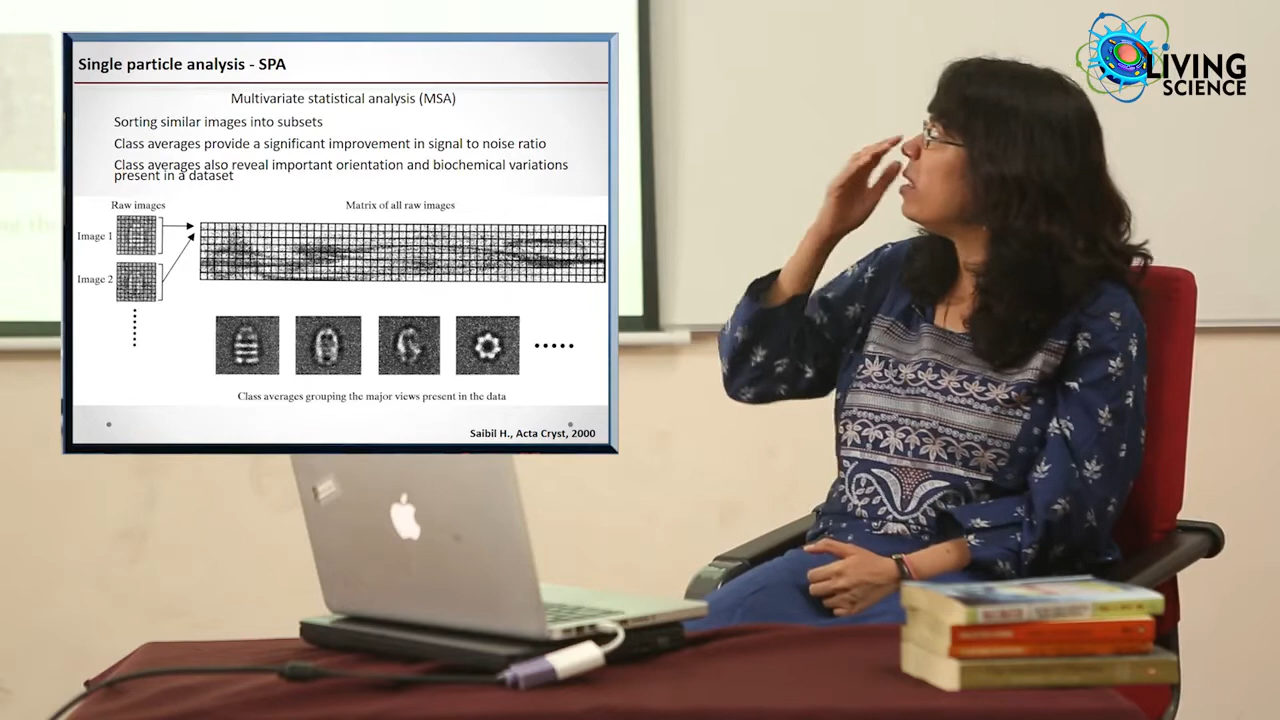 Single particle analysis - SPA
Multivariate statistical analysis (MSA)
Sorting similar images into subsets
Class averages provide a significant improvement in signal to noise ratio
Class averages also reveal important orientation and biochemical variations
present in a dataset
Raw images
Matrix of all raw images
Image 1
Image 2
Class averages grouping the major views present in the data
Saibil H., Acta Cryst, 2000
LIVING
SCIENCE